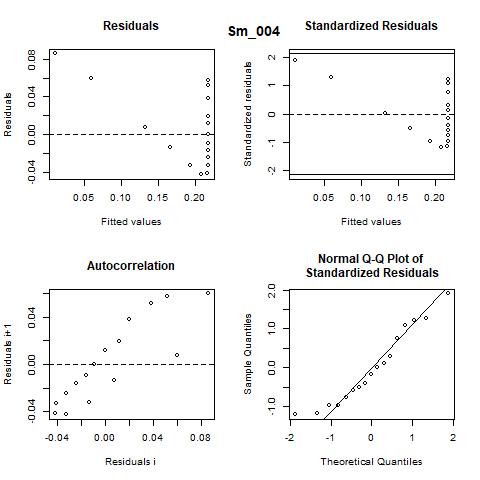 Sm_004
Residuals
Residuals
0.08
0.04
0.00
-0.04
0.05
0.10
0.15
0.20
Fitted values
Standardized Residuals
Standardized residuals
2
1
0
-1
-2
0.05
0.10
0.15
0.20
Fitted values
Autocorrelation
Residuals i+1
0.04
0.00
-0.04
-0.04
0.00
0.04
0.08
Residuals i
Normal Q-Q Plot of
Standardized Residuals
Sample Quantiles
2.0
1.0
0.0
-1.0
-2
-1
0
1
2
Theoretical Quantiles